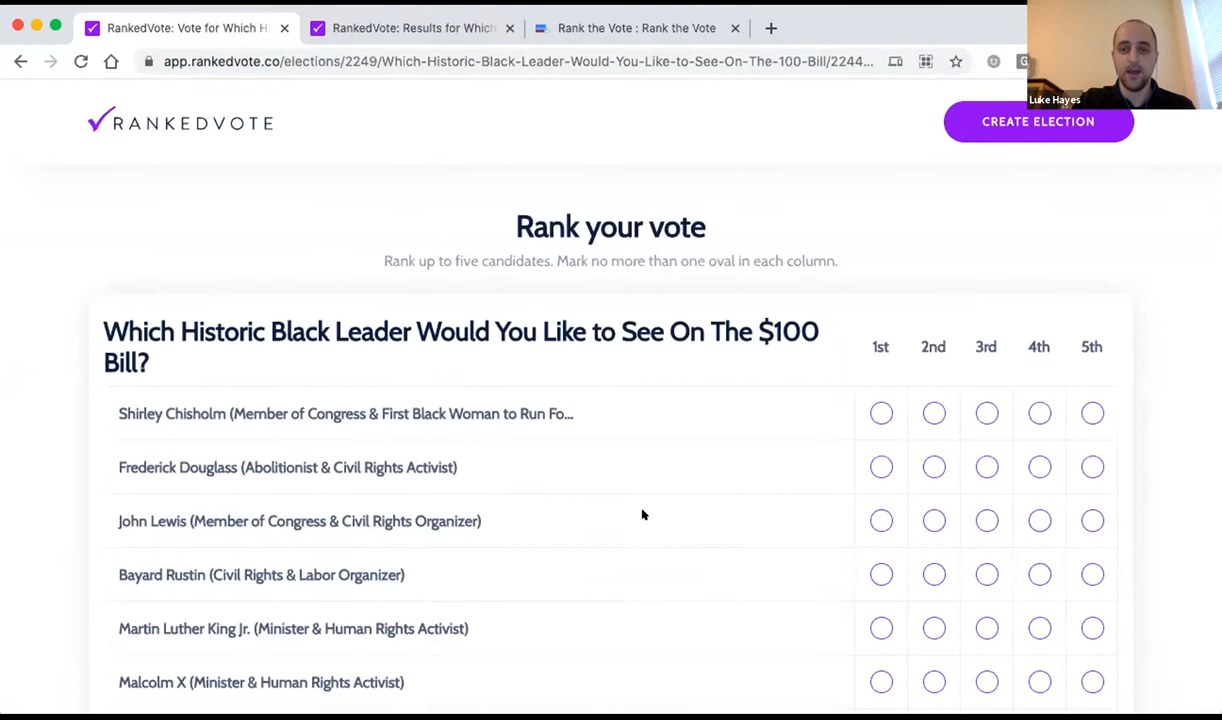 RankedVote: Vote for Which H
RankedVote: Results for Which
Rank the Vote : Rank the Vote
app.rankedvote.co/elections/2249/Which-Historic-Black-Leader-Would-You-Like-to-See-On-The-100-Bill/2244...
Luke Hayes
RANKEDVOTE
CREATE ELECTION
Rank your vote
Rank up to five candidates. Mark no more than one oval in each column.
Which Historic Black Leader Would You Like to See On The $100
Bill?
1st 2nd 3rd 4th 5th
Shirley Chisholm (Member of Congress & First Black Woman to Run Fo...
Frederick Douglass (Abolitionist & Civil Rights Activist)
John Lewis (Member of Congress & Civil Rights Organizer)
Bayard Rustin (Civil Rights & Labor Organizer)
Martin Luther King Jr. (Minister & Human Rights Activist)
Malcolm X (Minister & Human Rights Activist)